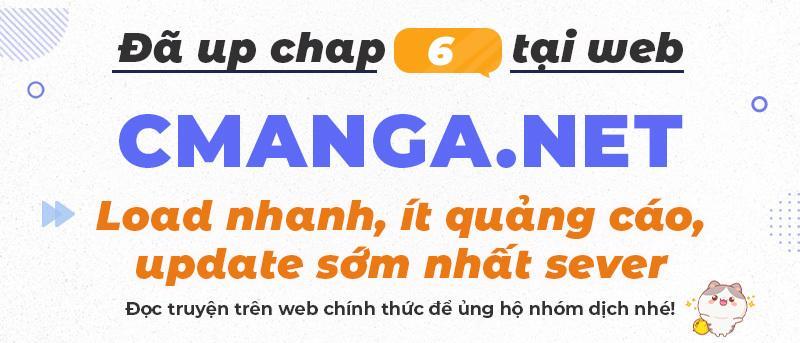 Đã up chap 6 tại web
CMANGA.NET
Load nhanh, ít quảng cáo,
update sớm nhất sever
Đọc truyện trên web chính thức để ủng hộ nhóm dịch nhé!